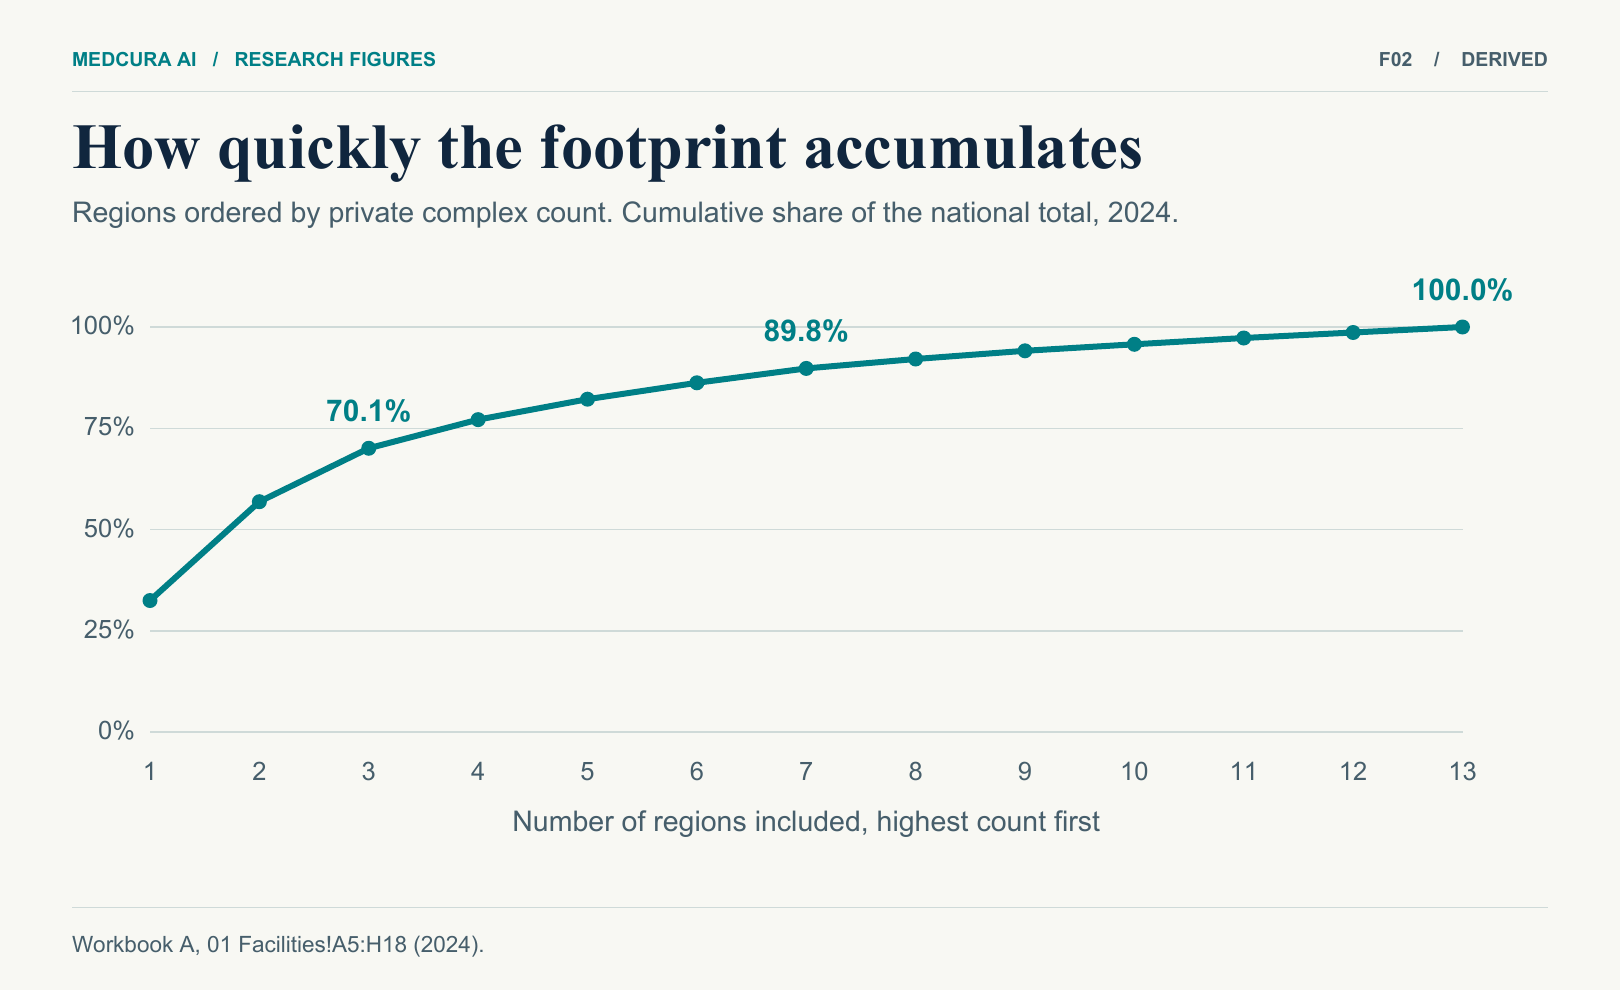 MEDCURA AI / RESEARCH FIGURES
F02 / DERIVED
How quickly the footprint accumulates
Regions ordered by private complex count. Cumulative share of the national total, 2024.
100.0%
89.8%
70.1%
100%
75%
50%
25%
0%
1 2 3 4 5 6 7 8 9 10 11 12 13
Number of regions included, highest count first
Workbook A, 01 Facilities!A5:H18 (2024).